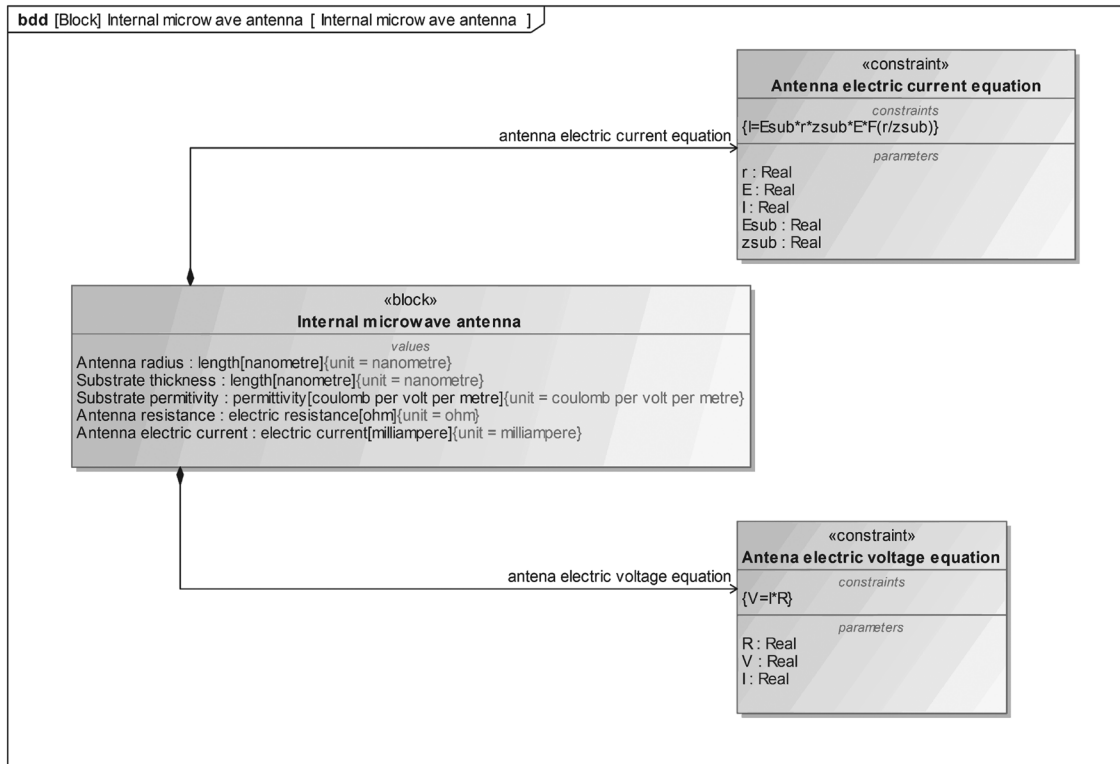 bdd [Block] Internal microwave antenna [ Internal microwave antenna ]
«constraint»
Antenna electric current equation
constraints
{I=Esub*r*zsub*E*F(r/zsub)}
parameters
r : Real
E : Real
I : Real
Esub : Real
zsub : Real
antenna electric current equation
«block»
Internal microwave antenna
values
Antenna radius : length[nanometre]{unit = nanometre}
Substrate thickness : length[nanometre]{unit = nanometre}
Substrate permitivity : permittivity[coulomb per volt per metre]{unit = coulomb per volt per metre}
Antenna resistance : electric resistance[ohm]{unit = ohm}
Antenna electric current : electric current[milliampere]{unit = milliampere}
antena electric voltage equation
«constraint»
Antena electric voltage equation
constraints
{V=I*R}
parameters
R : Real
V : Real
I : Real